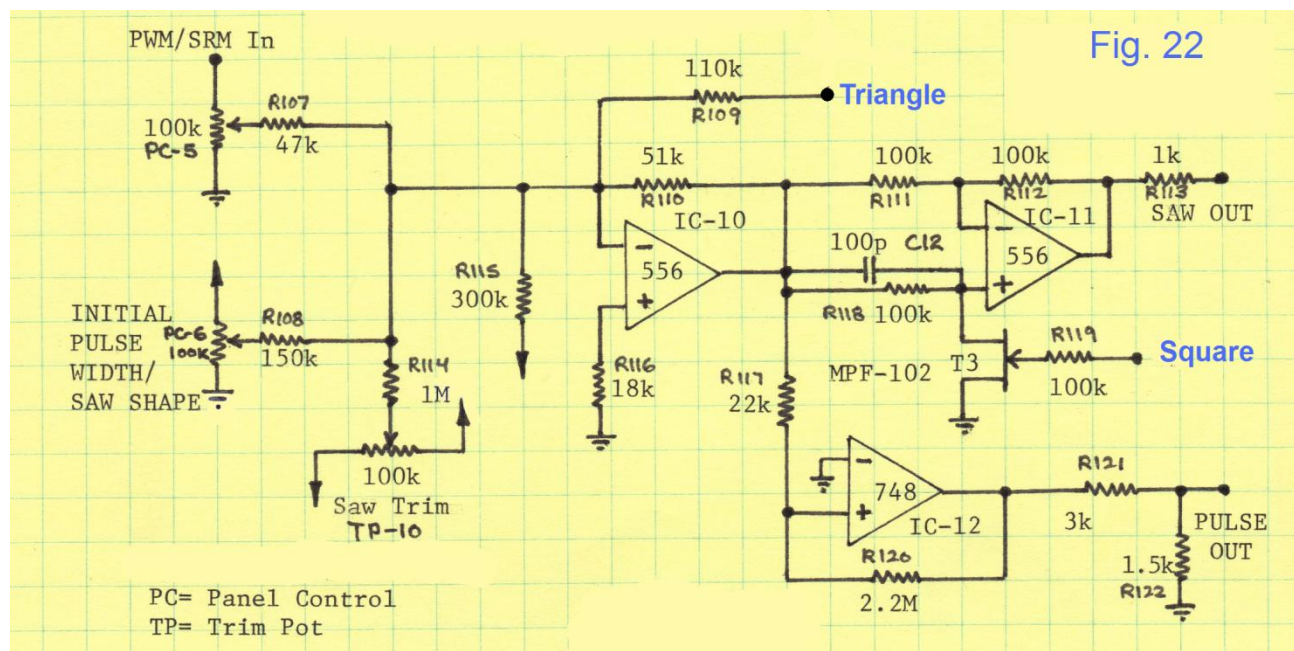 PWM/SRM In
Fig. 22
110k
Triangle
R109
R107
100k
PC-5
47k
51k
R110
100k
R111
100k
R112
1k
R113
SAW OUT
IC-10
IC-11
100p C12
556
556
R115
300k
R118 100k
INITIAL
PULSE
WIDTH/
SAW SHAPE
PC-6
100K
R108
150k
R114
1M
R116
18k
R117
22k
MPF-102
T3
R119
100k
Square
100k
Saw Trim
TP-10
748
IC-12
R121
3k
PULSE
OUT
R120
2.2M
1.5k
R122
PC= Panel Control
TP= Trim Pot